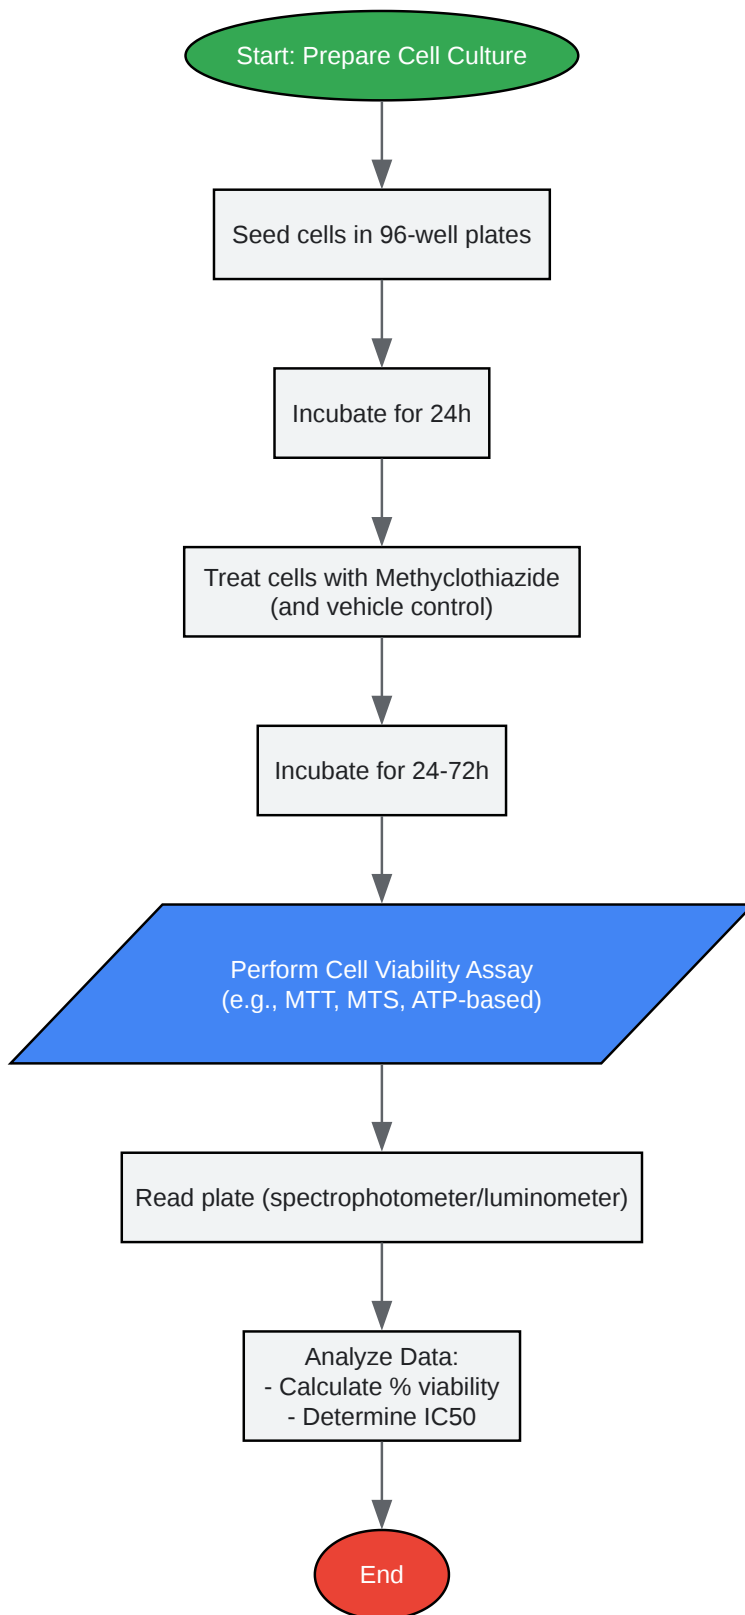 Start: Prepare Cell Culture
Seed cells in 96-well plates
Incubate for 24h
Treat cells with Methyclothiazide
(and vehicle control)
Incubate for 24-72h
Perform Cell Viability Assay
(e.g., MTT, MTS, ATP-based)
Read plate (spectrophotometer/luminometer)
Analyze Data:
- Calculate % viability
- Determine IC50
End